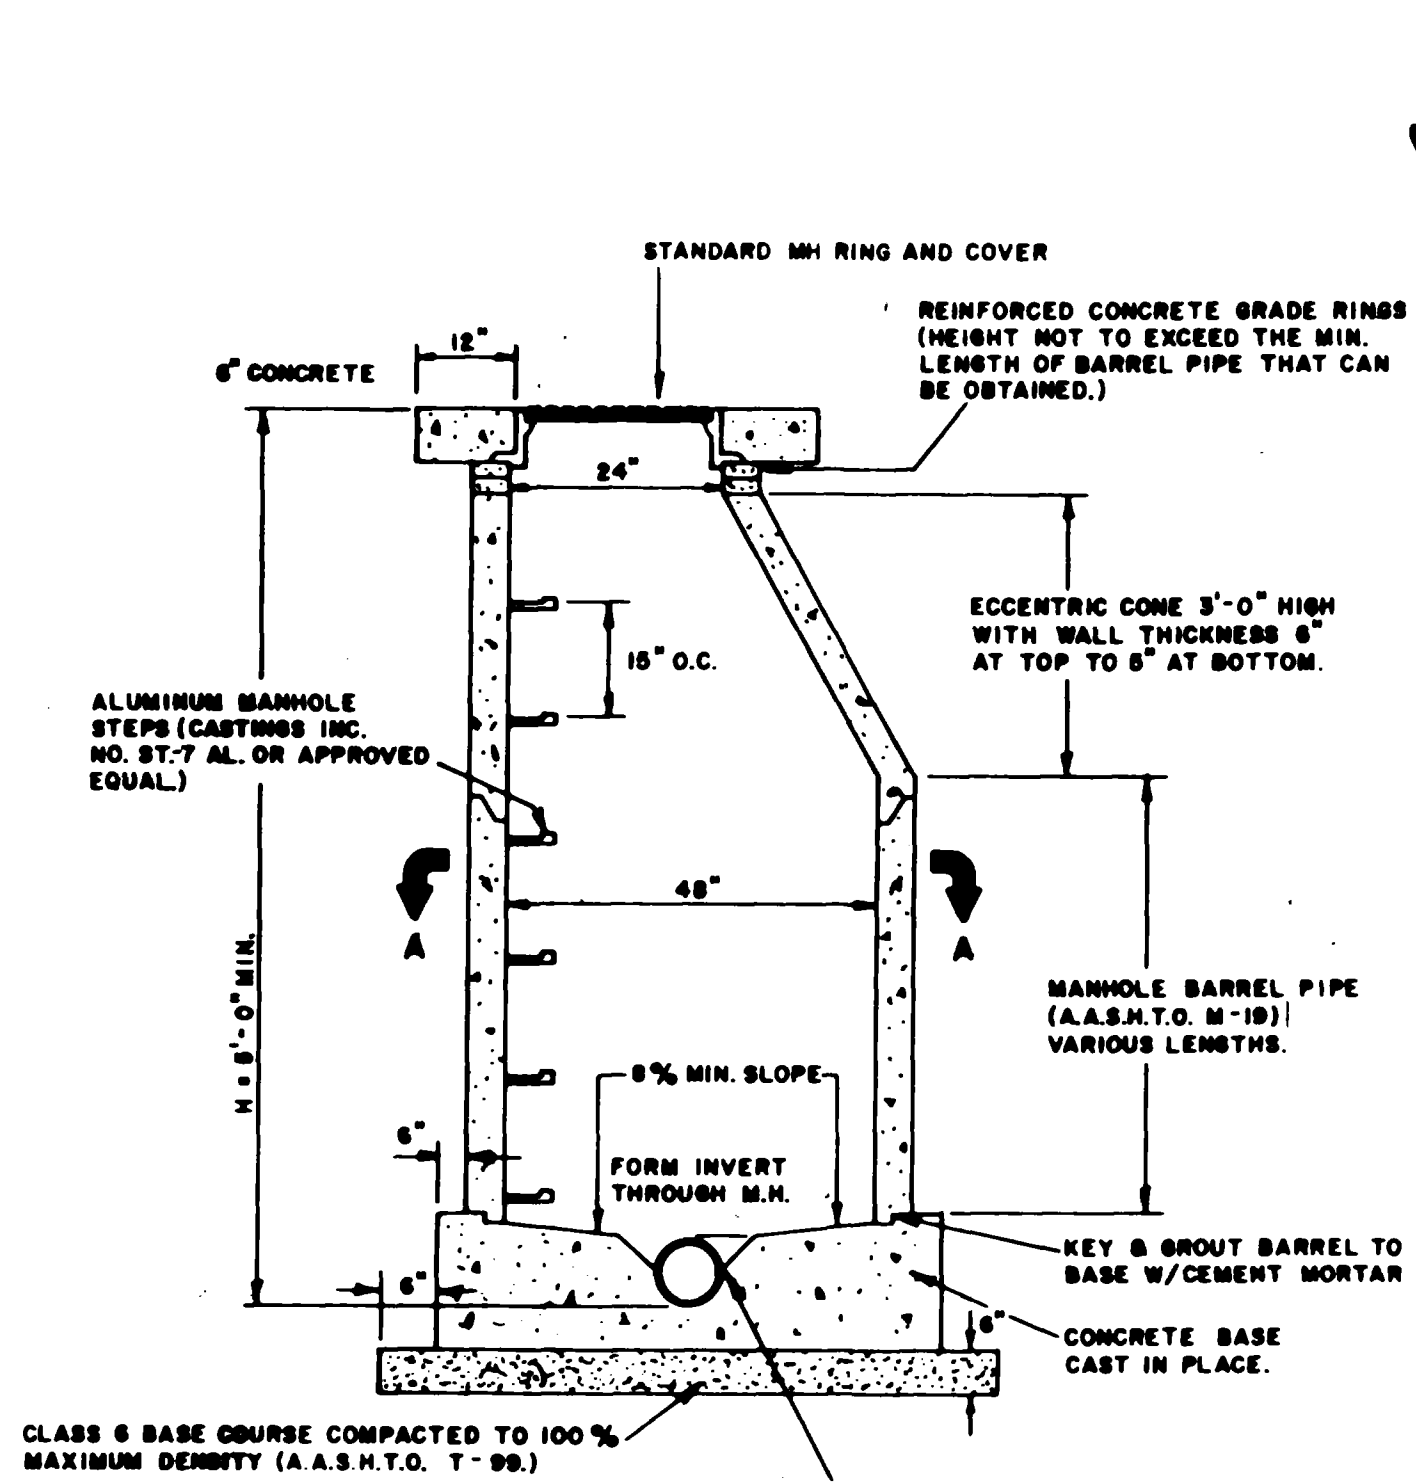 STANDARD MH RING AND COVER
REINFORCED CONCRETE GRADE RINGS
(HEIGHT NOT TO EXCEED THE MIN.
LENGTH OF BARREL PIPE THAT CAN
BE OBTAINED.)
12"
6" CONCRETE
24"
ECCENTRIC CONE 3'-0" HIGH
WITH WALL THICKNESS 6"
AT TOP TO 5" AT BOTTOM.
15" O.C.
ALUMINUM MANHOLE
STEPS (CASTINGS INC.
NO. ST.-7 AL. OR APPROVED
EQUAL.)
48"
A
A
H = 5'-0" MIN.
MANHOLE BARREL PIPE
(A.A.S.H.T.O. M-19)
VARIOUS LENGTHS.
8% MIN. SLOPE
6"
FORM INVERT
THROUGH M.H.
KEY & GROUT BARREL TO
BASE W/CEMENT MORTAR
6"
6"
CONCRETE BASE
CAST IN PLACE.
CLASS 6 BASE COURSE COMPACTED TO 100%
MAXIMUM DENSITY (A.A.S.H.T.O. T-99.)